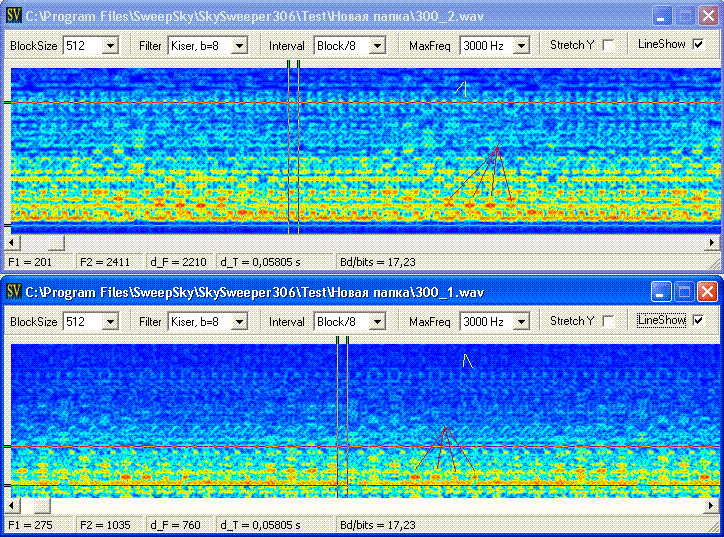 SV C:\Program Files\SweepSky\SkySweeper306\Test\Новая папка\300_2.wav
BlockSize 512 Filter Kiser, b=8 Interval Block/8 MaxFreq 3000 Hz Stretch Y LineShow
F1 = 201 F2 = 2411 d_F = 2210 d_T = 0,05805 s Bd/bits = 17,23
SV C:\Program Files\SweepSky\SkySweeper306\Test\Новая папка\300_1.wav
BlockSize 512 Filter Kiser, b=8 Interval Block/8 MaxFreq 3000 Hz Stretch Y LineShow
F1 = 275 F2 = 1035 d_F = 760 d_T = 0,05805 s Bd/bits = 17,23